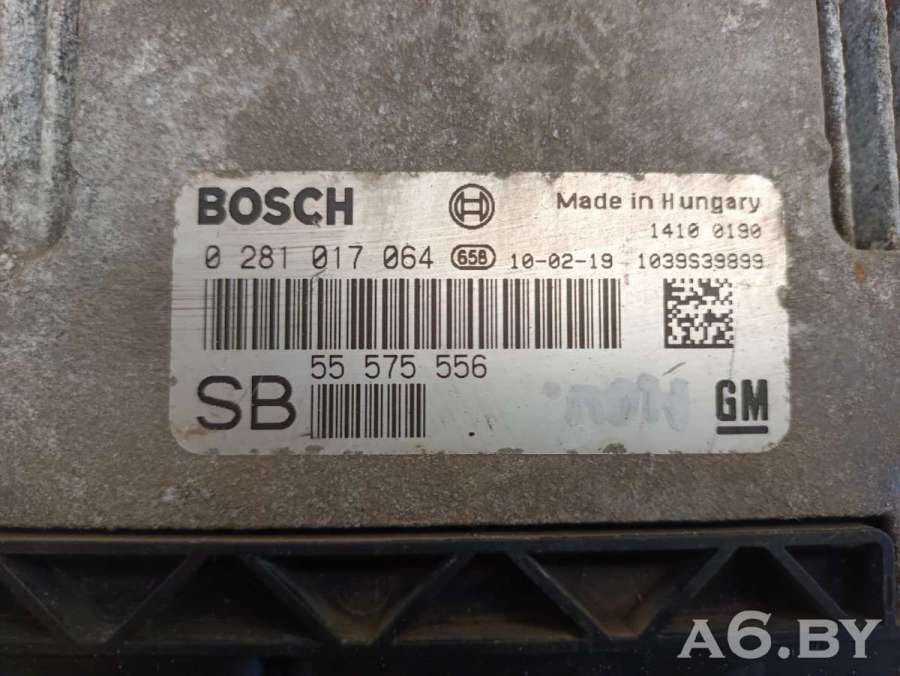 BOSCH
Made in Hungary
1410 0190
0 281 017 064 658 10-02-19 1039S39899
55 575 556
SB
GM
A6.BY